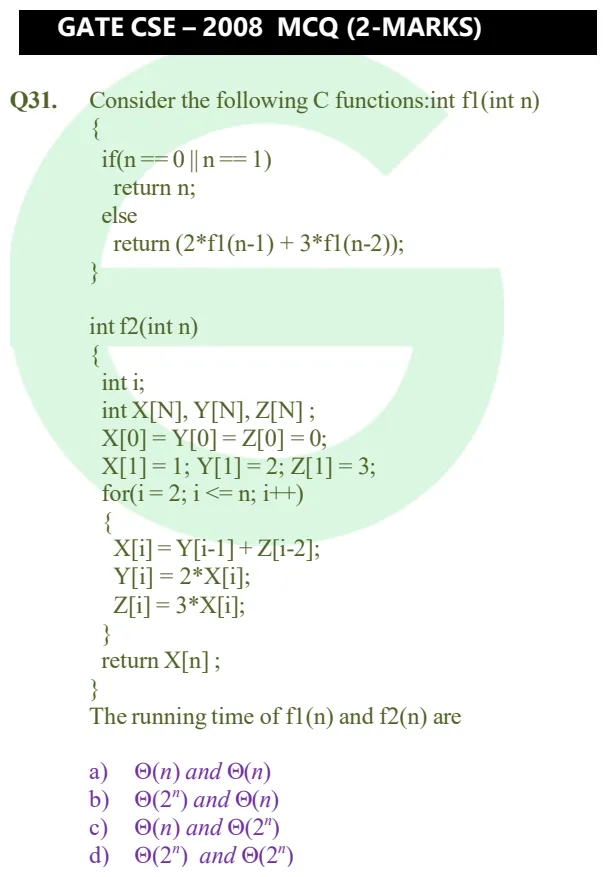 GATE CSE – 2008 MCQ (2-MARKS)
Q31. Consider the following C functions:int f1(int n)
{
if(n == 0 || n == 1)
return n;
else
return (2*f1(n-1) + 3*f1(n-2));
}
int f2(int n)
{
int i;
int X[N], Y[N], Z[N] ;
X[0] = Y[0] = Z[0] = 0;
X[1] = 1; Y[1] = 2; Z[1] = 3;
for(i = 2; i <= n; i++)
{
X[i] = Y[i-1] + Z[i-2];
Y[i] = 2*X[i];
Z[i] = 3*X[i];
}
return X[n] ;
}
The running time of f1(n) and f2(n) are
a) Θ(n) and Θ(n)
b) Θ(2ⁿ) and Θ(n)
c) Θ(n) and Θ(2ⁿ)
d) Θ(2ⁿ) and Θ(2ⁿ)